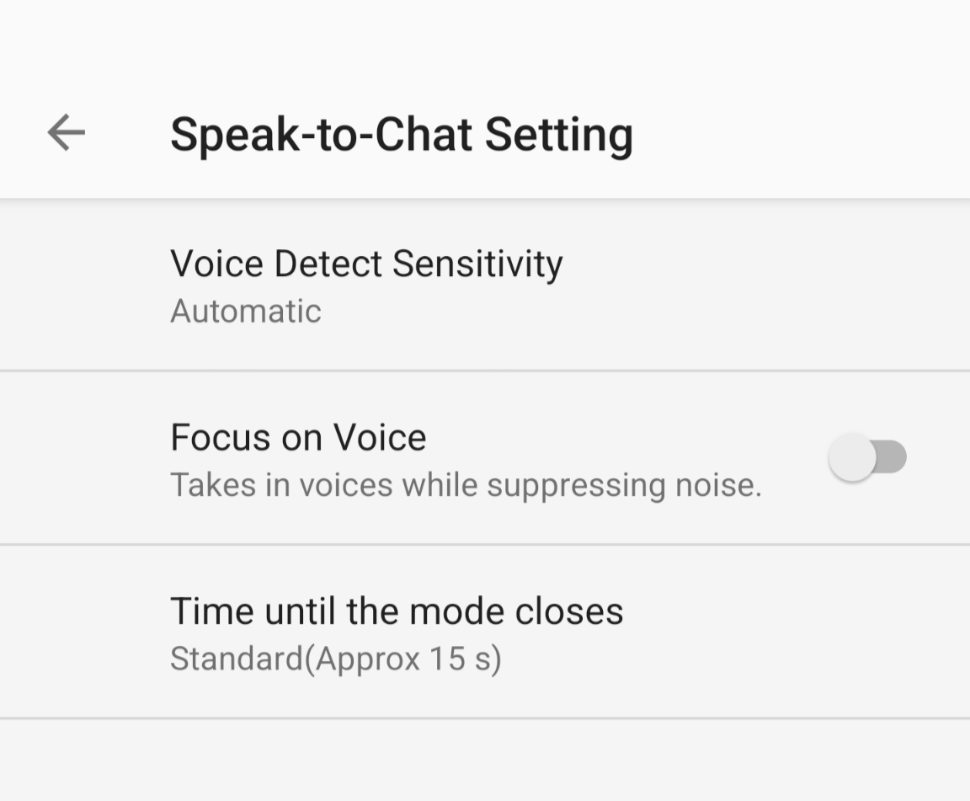 Speak-to-Chat Setting
Voice Detect Sensitivity
Automatic
Focus on Voice
Takes in voices while suppressing noise.
Time until the mode closes
Standard(Approx 15 s)